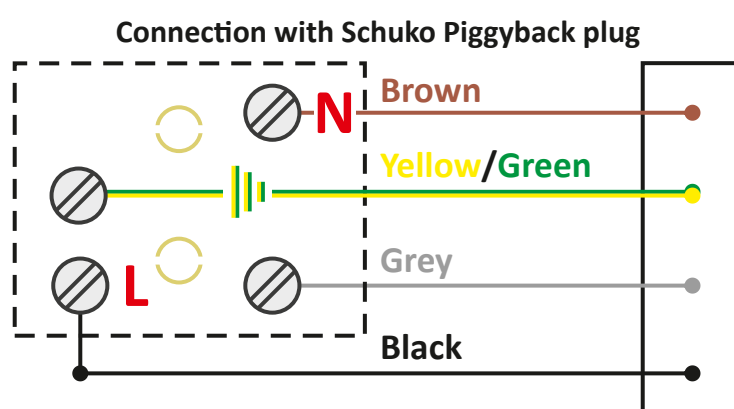 Connection with Schuko Piggyback plug
Brown
N
Yellow/Green
Grey
L
Black